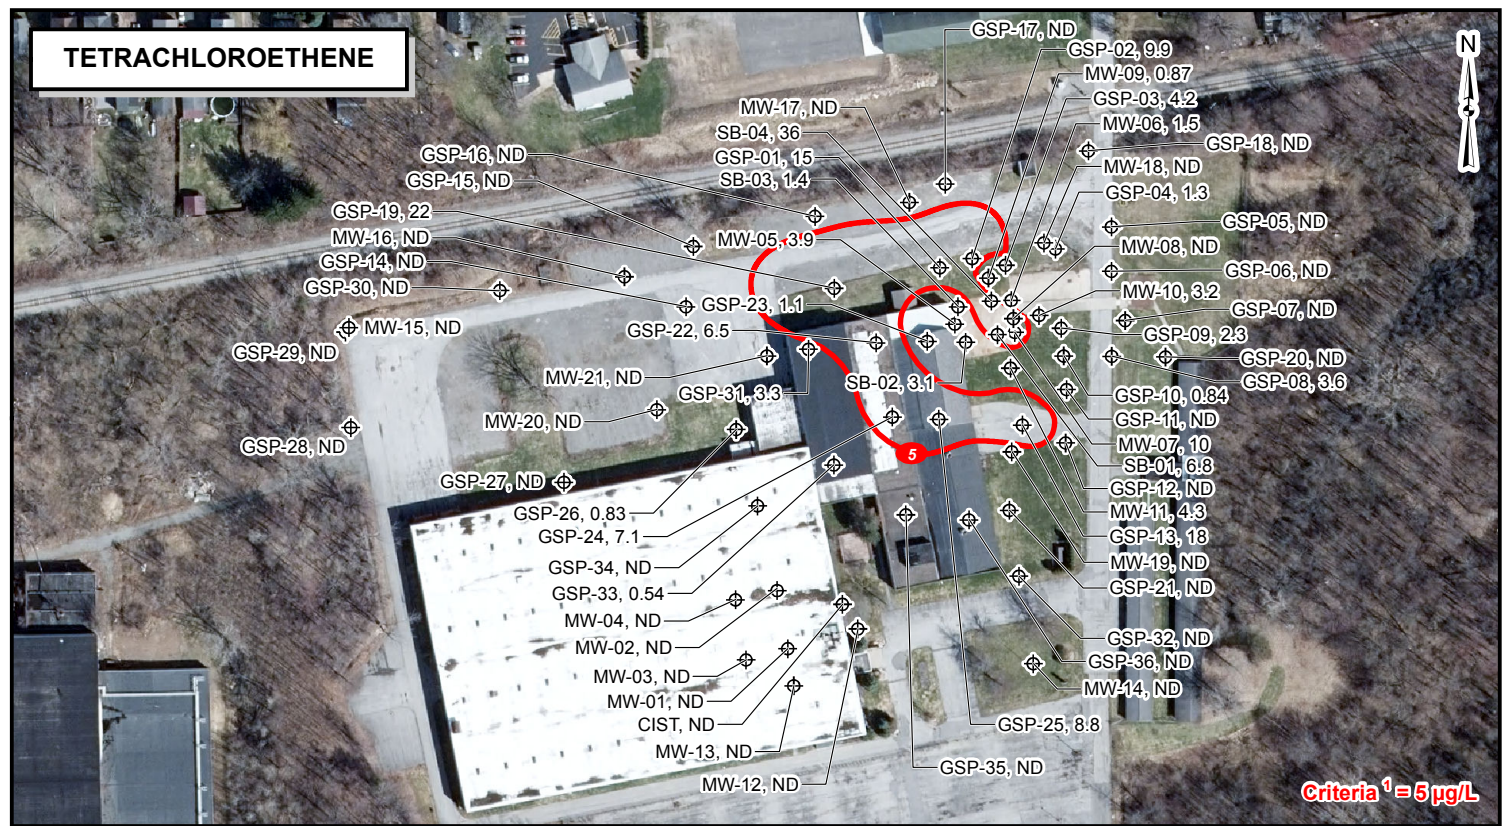 TETRACHLOROETHENE
N
GSP-17, ND
GSP-02, 9.9
MW-09, 0.87
GSP-03, 4.2
MW-06, 1.5
GSP-18, ND
MW-18, ND
GSP-04, 1.3
GSP-05, ND
MW-08, ND
GSP-06, ND
MW-10, 3.2
GSP-07, ND
GSP-09, 2.3
GSP-20, ND
GSP-08, 3.6
GSP-10, 0.84
GSP-11, ND
MW-07, 10
SB-01, 6.8
GSP-12, ND
MW-11, 4.3
GSP-13, 18
MW-19, ND
GSP-21, ND
GSP-32, ND
GSP-36, ND
MW-14, ND
GSP-25, 8.8
GSP-35, ND
MW-17, ND
SB-04, 36
GSP-01, 15
SB-03, 1.4
GSP-16, ND
GSP-15, ND
GSP-19, 22
MW-16, ND
MW-05, 3.9
GSP-14, ND
GSP-30, ND
GSP-23, 1.1
MW-15, ND
GSP-22, 6.5
GSP-29, ND
MW-21, ND
SB-02, 3.1
GSP-31, 3.3
MW-20, ND
GSP-28, ND
5
GSP-27, ND
GSP-26, 0.83
GSP-24, 7.1
GSP-34, ND
GSP-33, 0.54
MW-04, ND
MW-02, ND
MW-03, ND
MW-01, ND
CIST, ND
MW-13, ND
MW-12, ND
Criteria ¹ = 5 µg/L